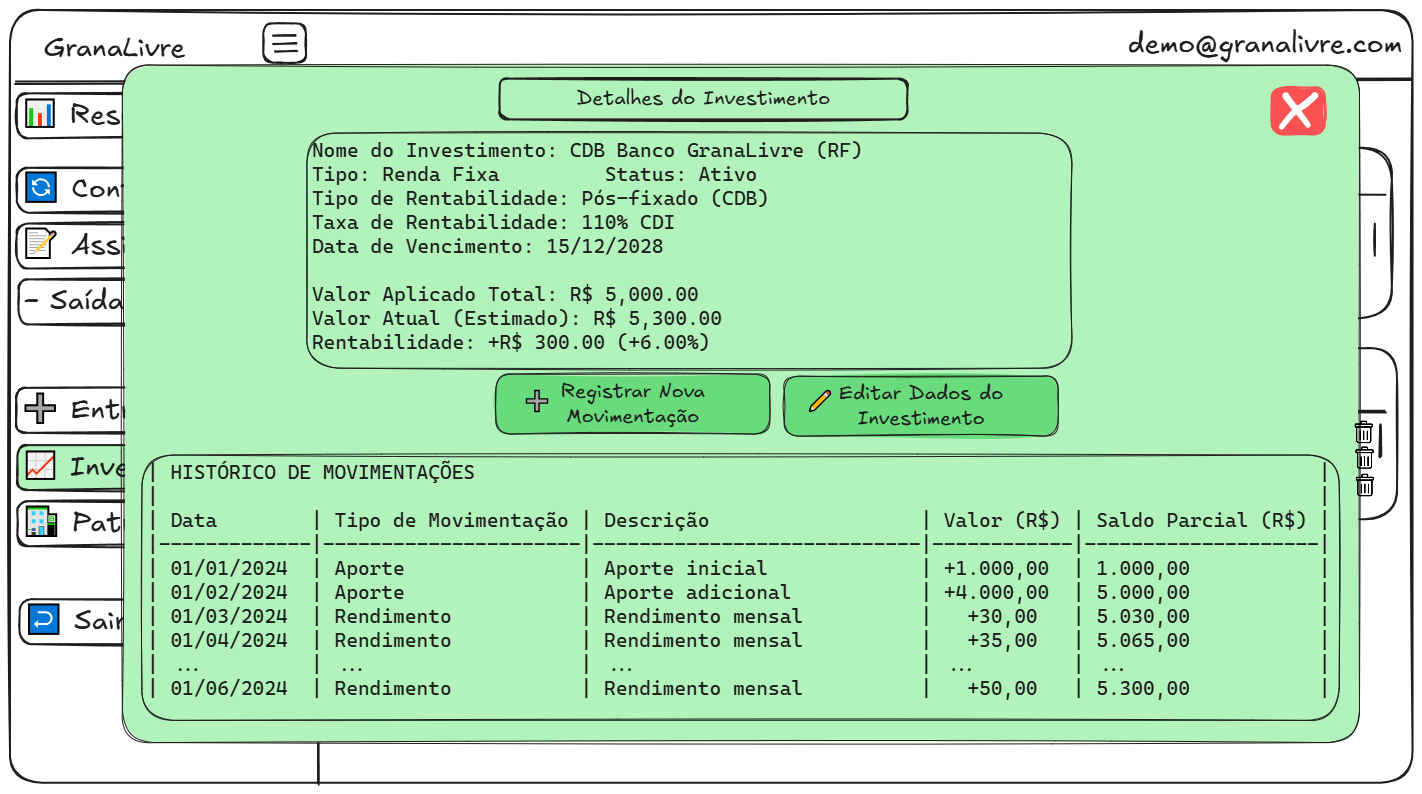 GranaLivre
demo@granalivre.com
Detalhes do Investimento
Res
Con
Assi
- Saída
Entr
Inve
Pat
Sair
Nome do Investimento: CDB Banco GranaLivre (RF)
Tipo: Renda Fixa Status: Ativo
Tipo de Rentabilidade: Pós-fixado (CDB)
Taxa de Rentabilidade: 110% CDI
Data de Vencimento: 15/12/2028
Valor Aplicado Total: R$ 5,000.00
Valor Atual (Estimado): R$ 5,300.00
Rentabilidade: +R$ 300.00 (+6.00%)
Registrar Nova
Movimentação
Editar Dados do
Investimento
| HISTÓRICO DE MOVIMENTAÇÕES |
| Data | Tipo de Movimentação | Descrição | Valor (R$) | Saldo Parcial (R$) |
|-------------|----------------------|----------------------------|------------|--------------------|
| 01/01/2024 | Aporte | Aporte inicial | +1.000,00 | 1.000,00 |
| 01/02/2024 | Aporte | Aporte adicional | +4.000,00 | 5.000,00 |
| 01/03/2024 | Rendimento | Rendimento mensal | +30,00 | 5.030,00 |
| 01/04/2024 | Rendimento | Rendimento mensal | +35,00 | 5.065,00 |
| ... | ... | ... | ... | ... |
| 01/06/2024 | Rendimento | Rendimento mensal | +50,00 | 5.300,00 |